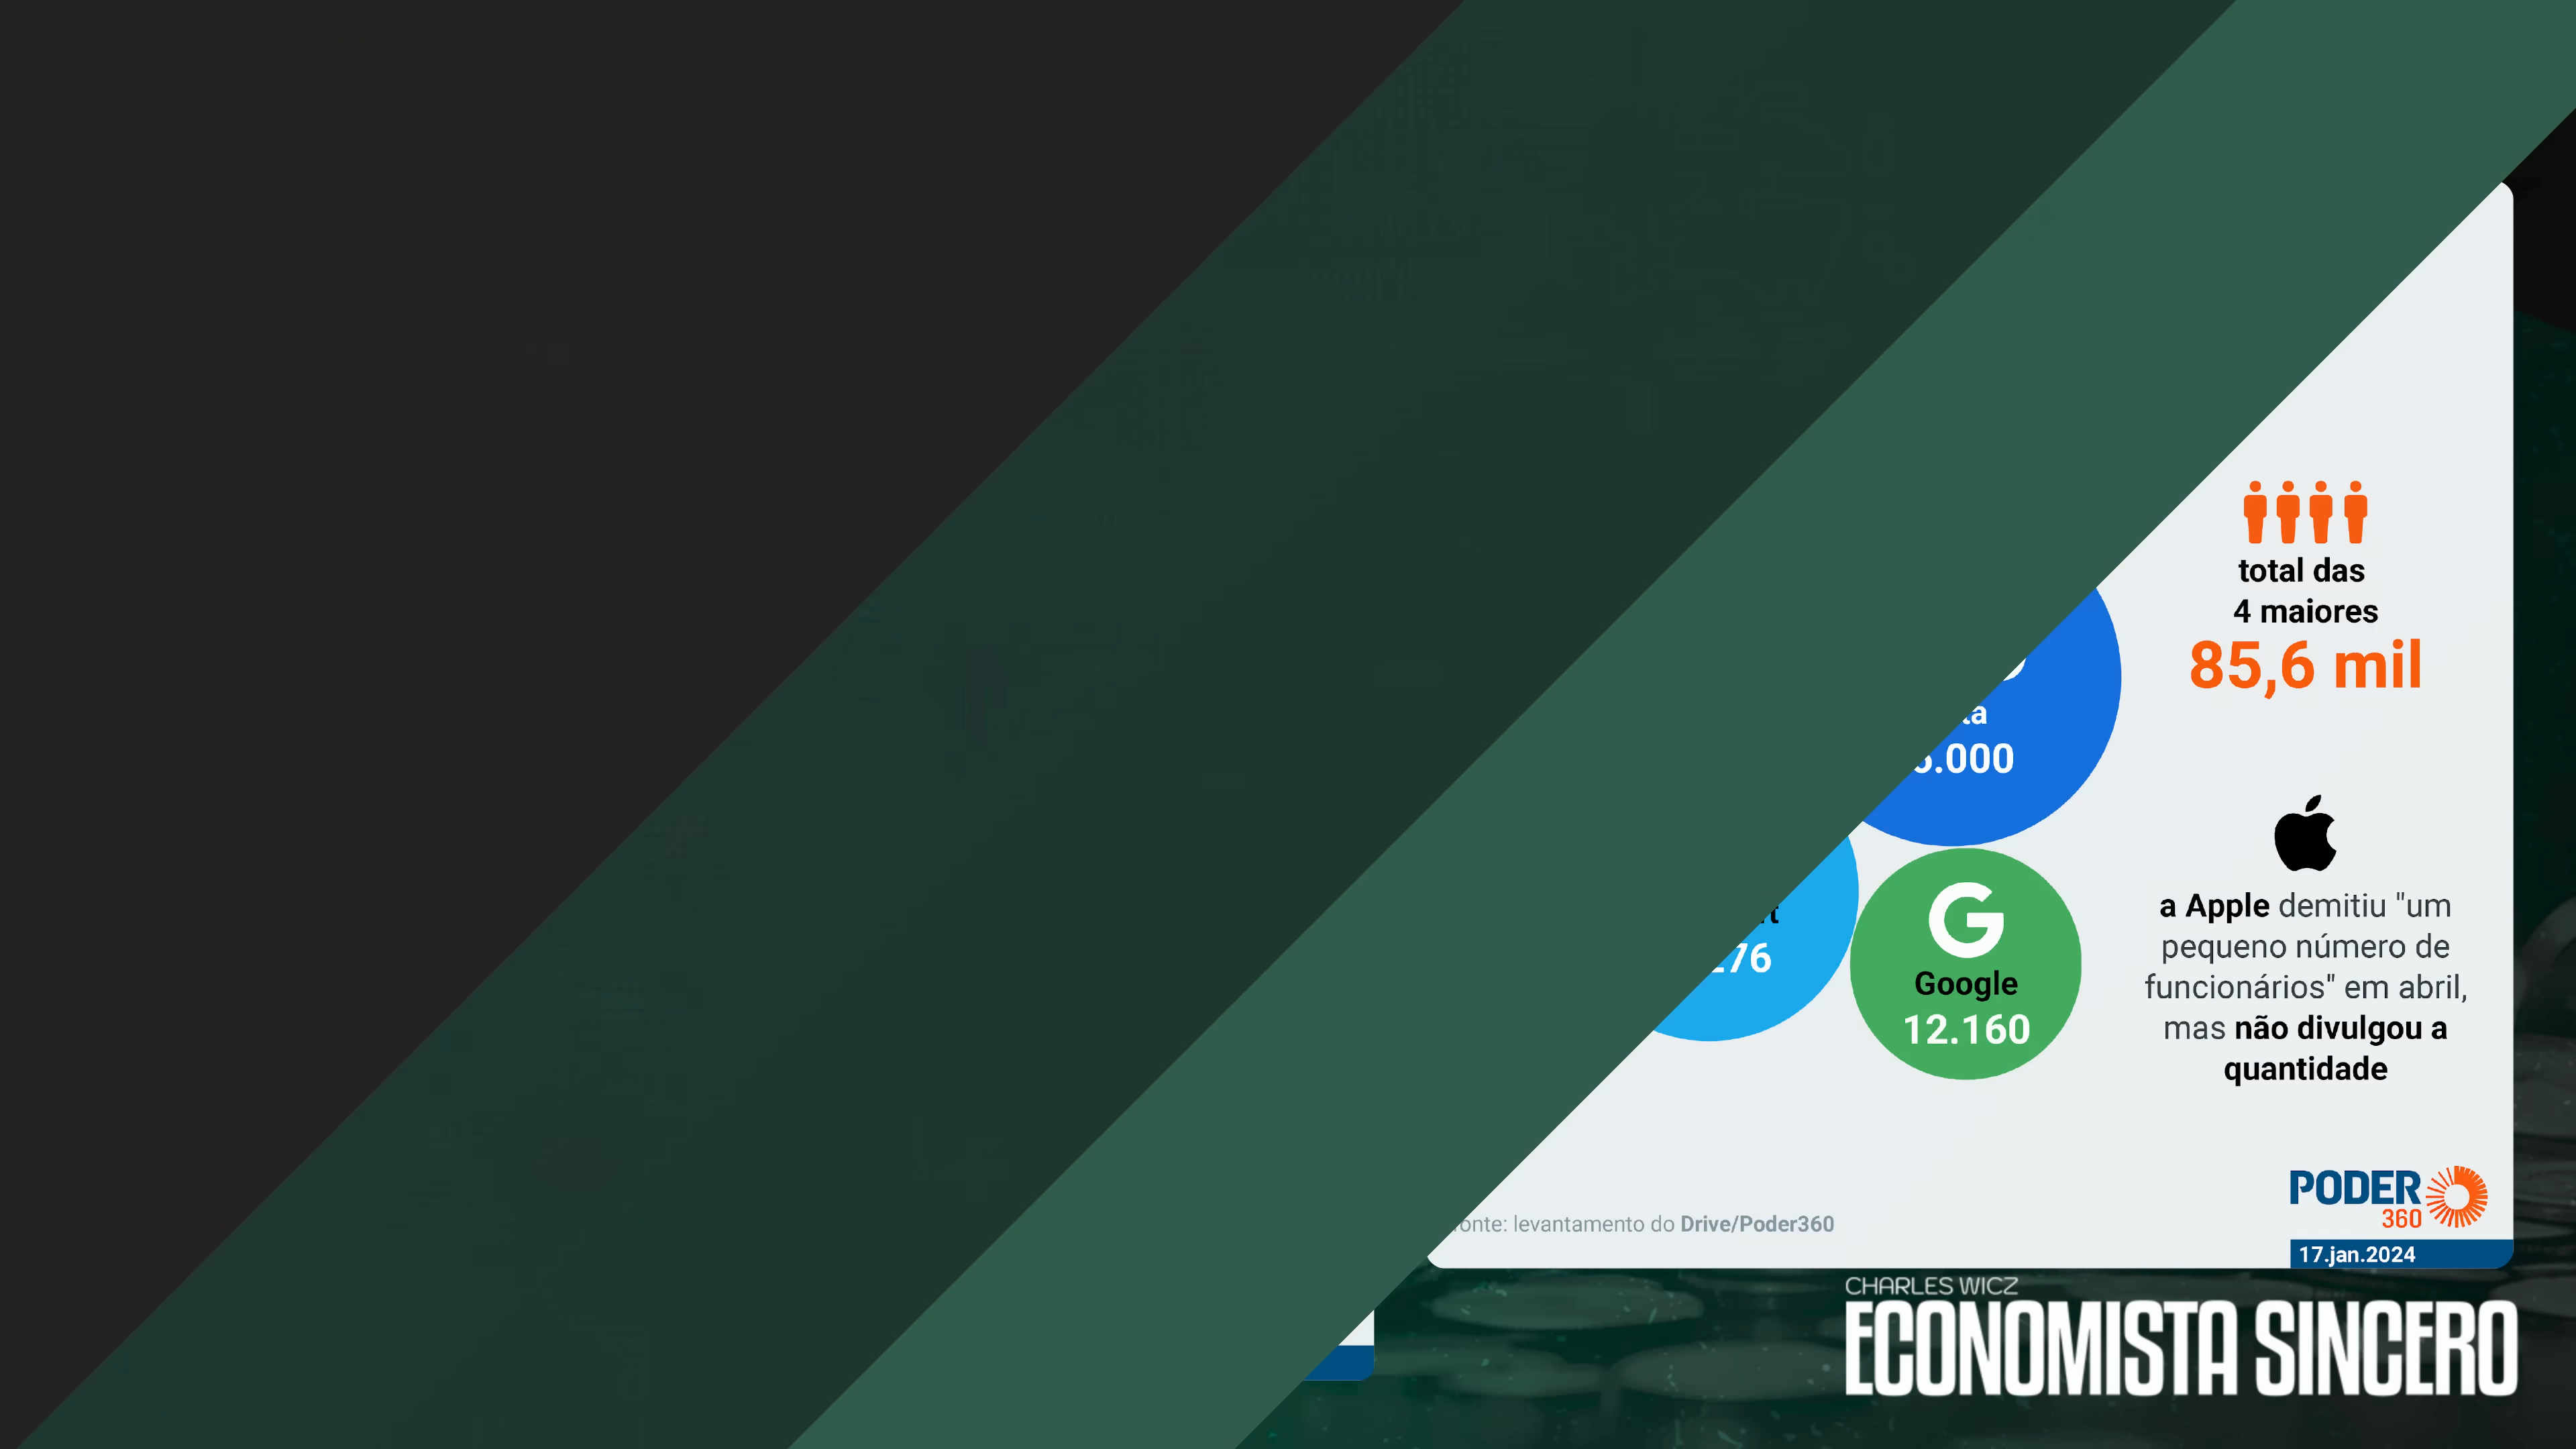 total das
4 maiores
85,6 mil
.000
76
Google
12.160
a Apple demitiu "um
pequeno número de
funcionários" em abril,
mas não divulgou a
quantidade
levantamento do Drive/Poder360
PODER
360
17.jan.2024
CHARLES WICZ
ECONOMISTA SINCERO